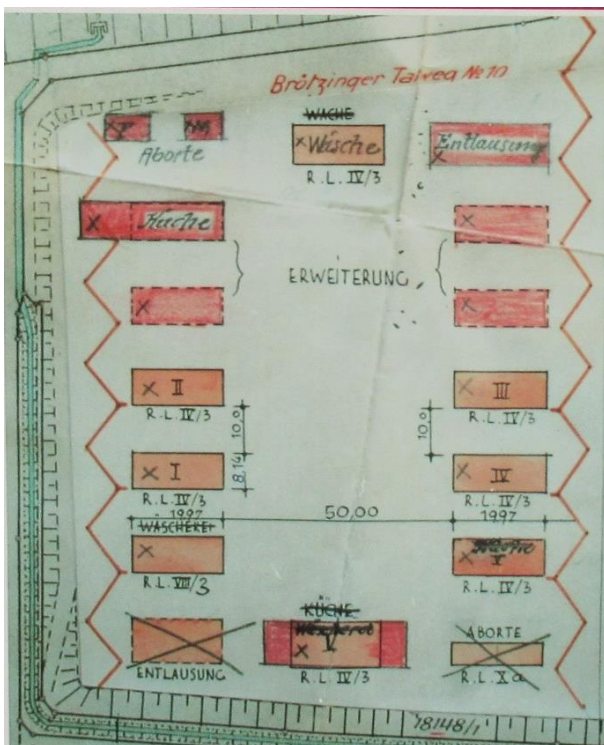 Brötzinger Talweg No 10
WACHE
Wäsche
R.L. IV/3
Aborte
Entlausung
Küche
ERWEITERUNG
II
R.L. IV/3
III
R.L. IV/3
10,0
10,0
8,14
I
R.L. IV/3
IV
R.L. IV/3
1997
50,00
1997
WASCHEREI
R.L. VIII/3
V
R.L. IV/3
KÜCHE
V
R.L. IV/3
ENTLAUSUNG
ABORTE
R.L. Xa
18148/1